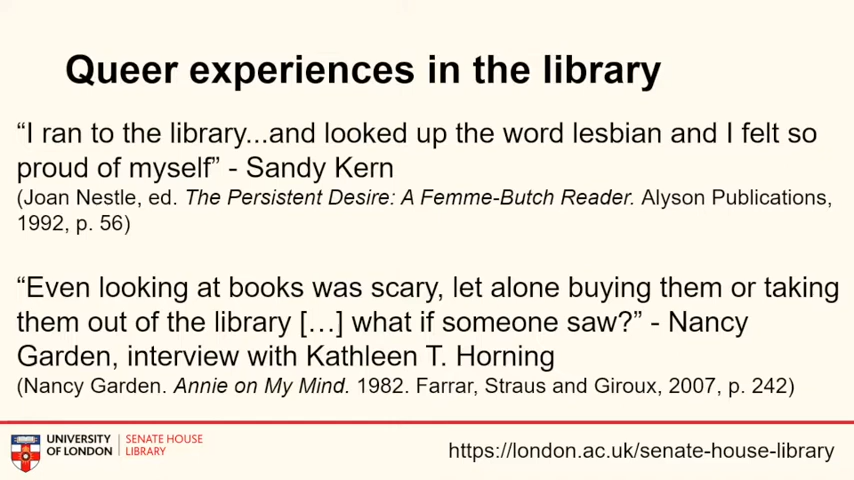 Queer experiences in the library
“I ran to the library...and looked up the word lesbian and I felt so
proud of myself” - Sandy Kern
(Joan Nestle, ed. The Persistent Desire: A Femme-Butch Reader. Alyson Publications,
1992, p. 56)
“Even looking at books was scary, let alone buying them or taking
them out of the library […] what if someone saw?” - Nancy
Garden, interview with Kathleen T. Horning
(Nancy Garden. Annie on My Mind. 1982. Farrar, Straus and Giroux, 2007, p. 242)
UNIVERSITY OF LONDON
SENATE HOUSE LIBRARY
https://london.ac.uk/senate-house-library